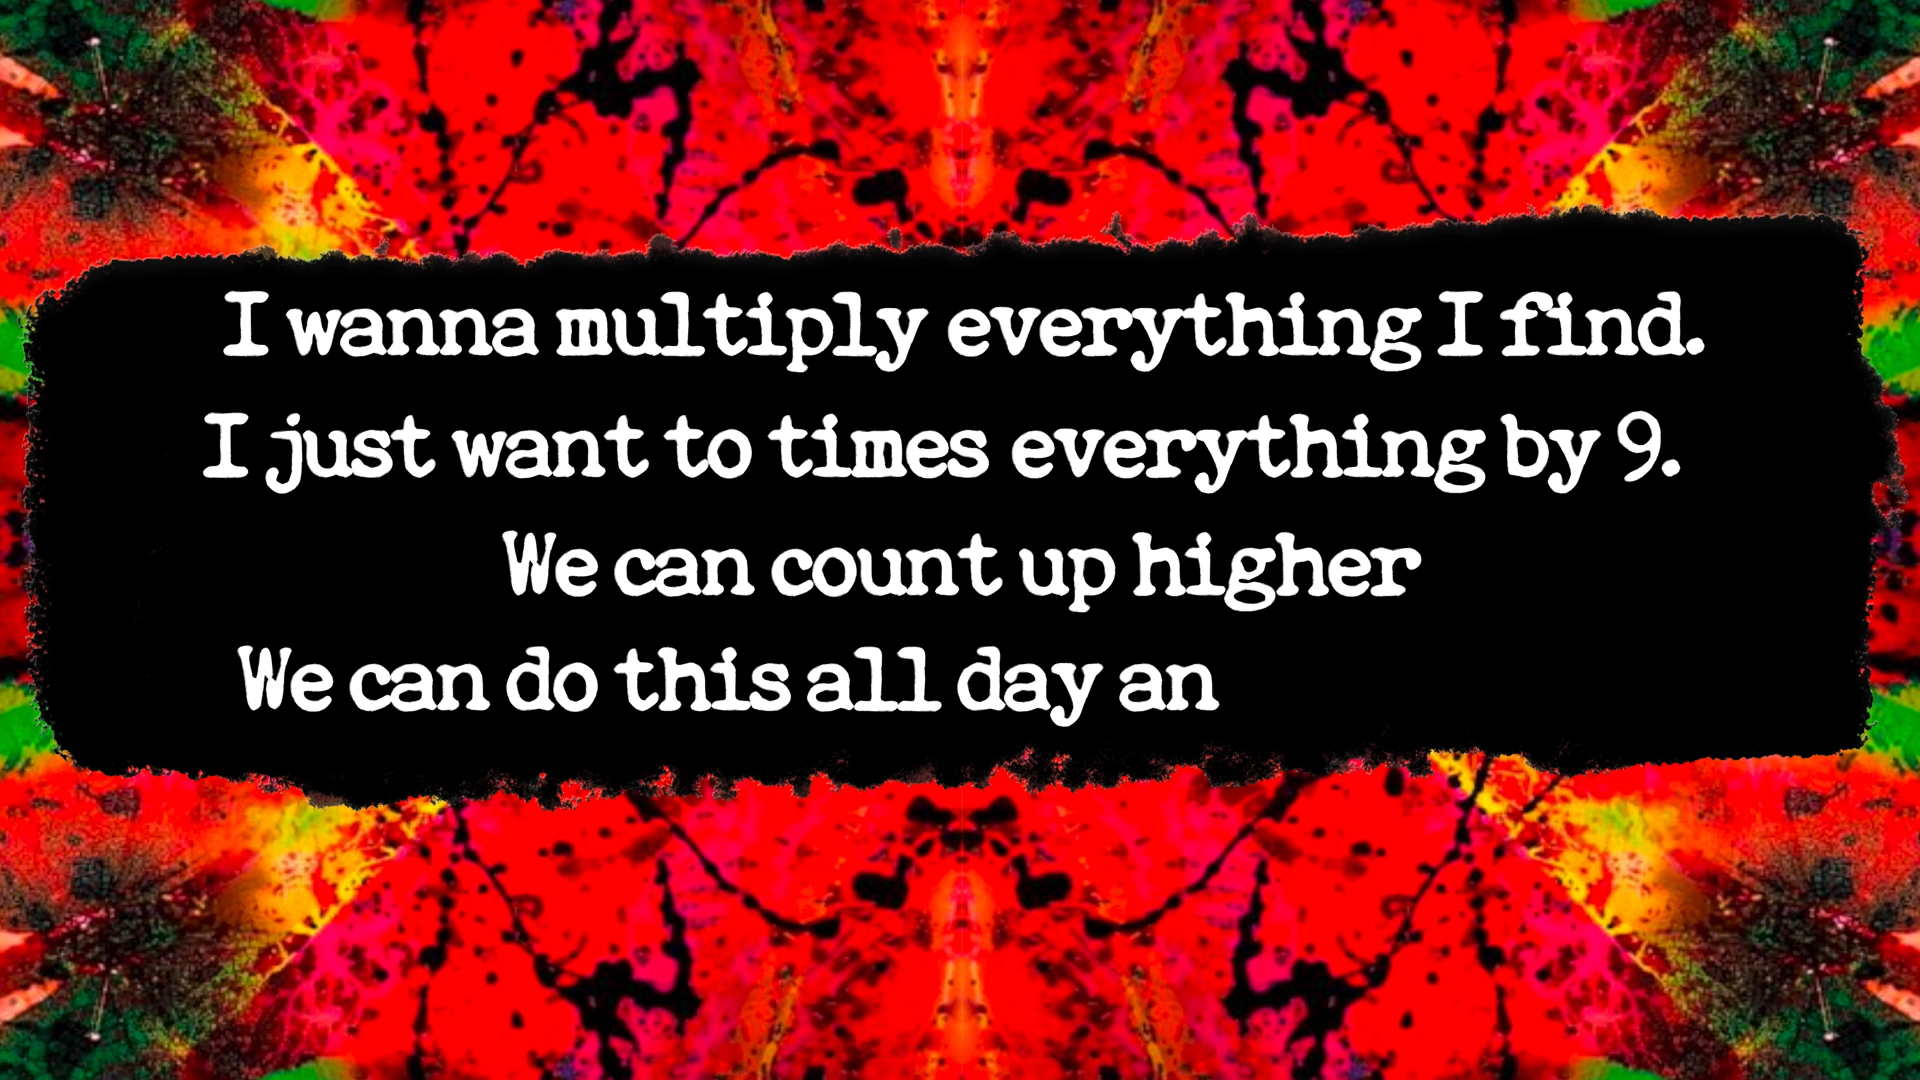 I wanna multiply everything I find.
I just want to times everything by 9.
We can count up higher
We can do this all day an